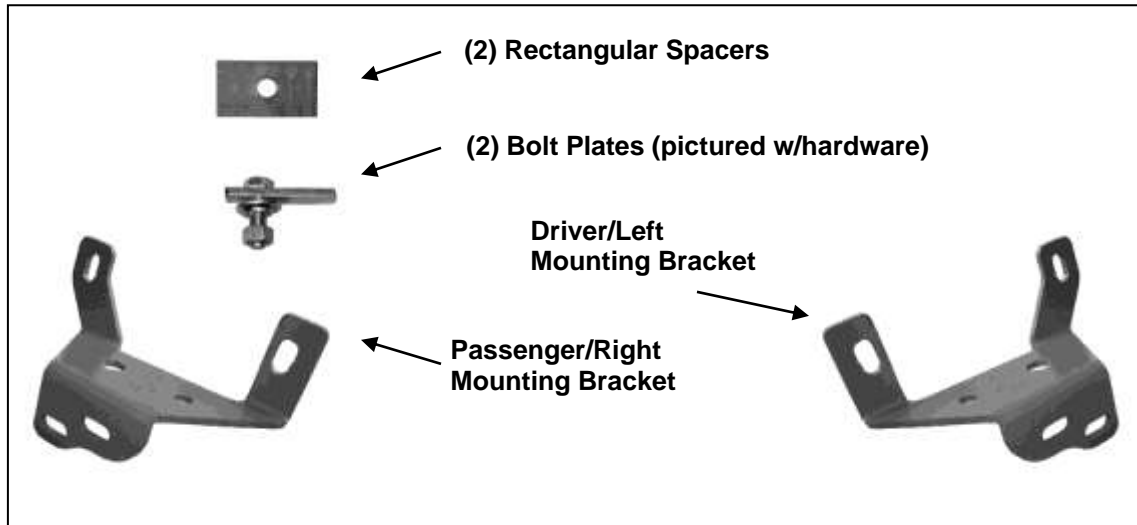 (2) Rectangular Spacers
(2) Bolt Plates (pictured w/hardware)
Driver/Left
Mounting Bracket
Passenger/Right
Mounting Bracket